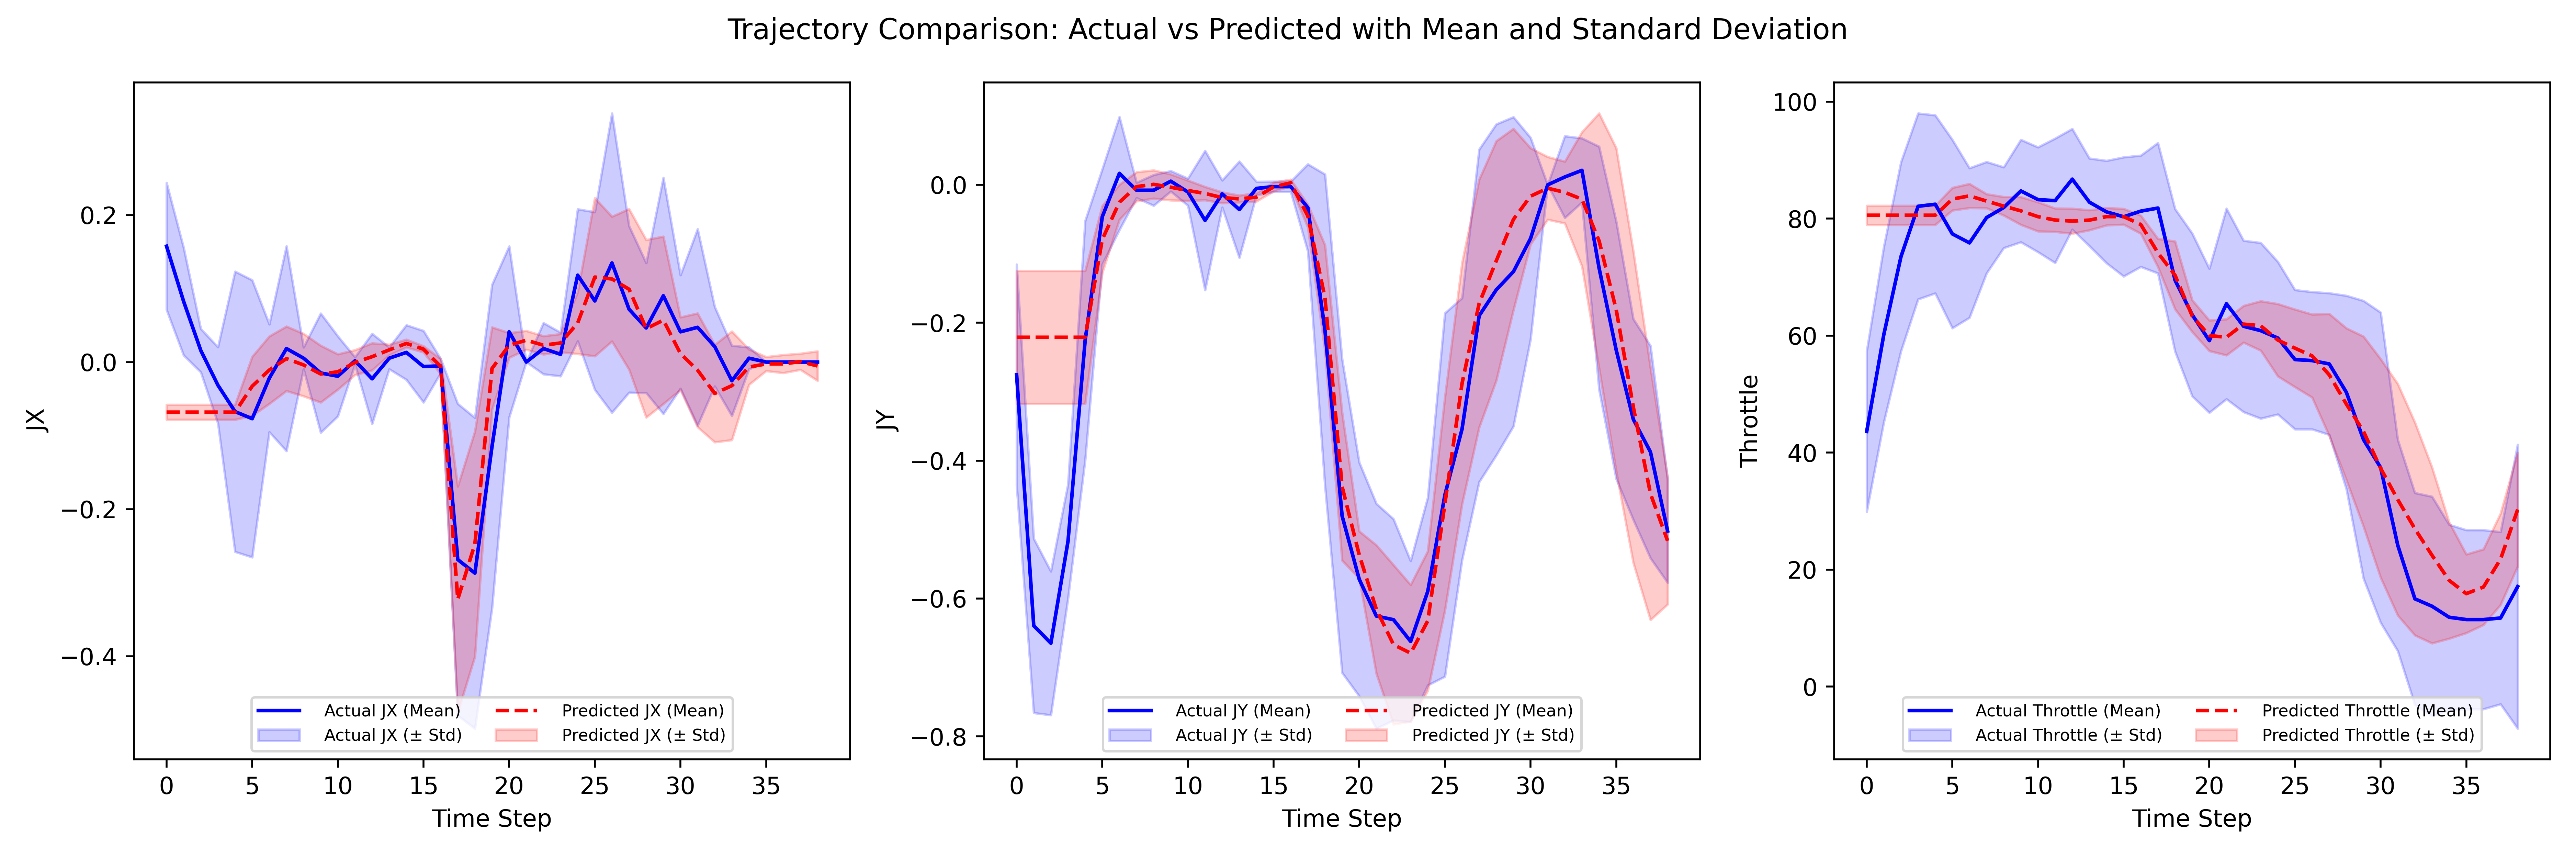 Trajectory Comparison: Actual vs Predicted with Mean and Standard Deviation
JX
0.2
0.0
−0.2
−0.4
Actual JX (Mean)
Predicted JX (Mean)
Actual JX (± Std)
Predicted JX (± Std)
0 5 10 15 20 25 30 35
Time Step
JY
0.0
−0.2
−0.4
−0.6
−0.8
Actual JY (Mean)
Predicted JY (Mean)
Actual JY (± Std)
Predicted JY (± Std)
0 5 10 15 20 25 30 35
Time Step
Throttle
100
80
60
40
20
0
Actual Throttle (Mean)
Predicted Throttle (Mean)
Actual Throttle (± Std)
Predicted Throttle (± Std)
0 5 10 15 20 25 30 35
Time Step